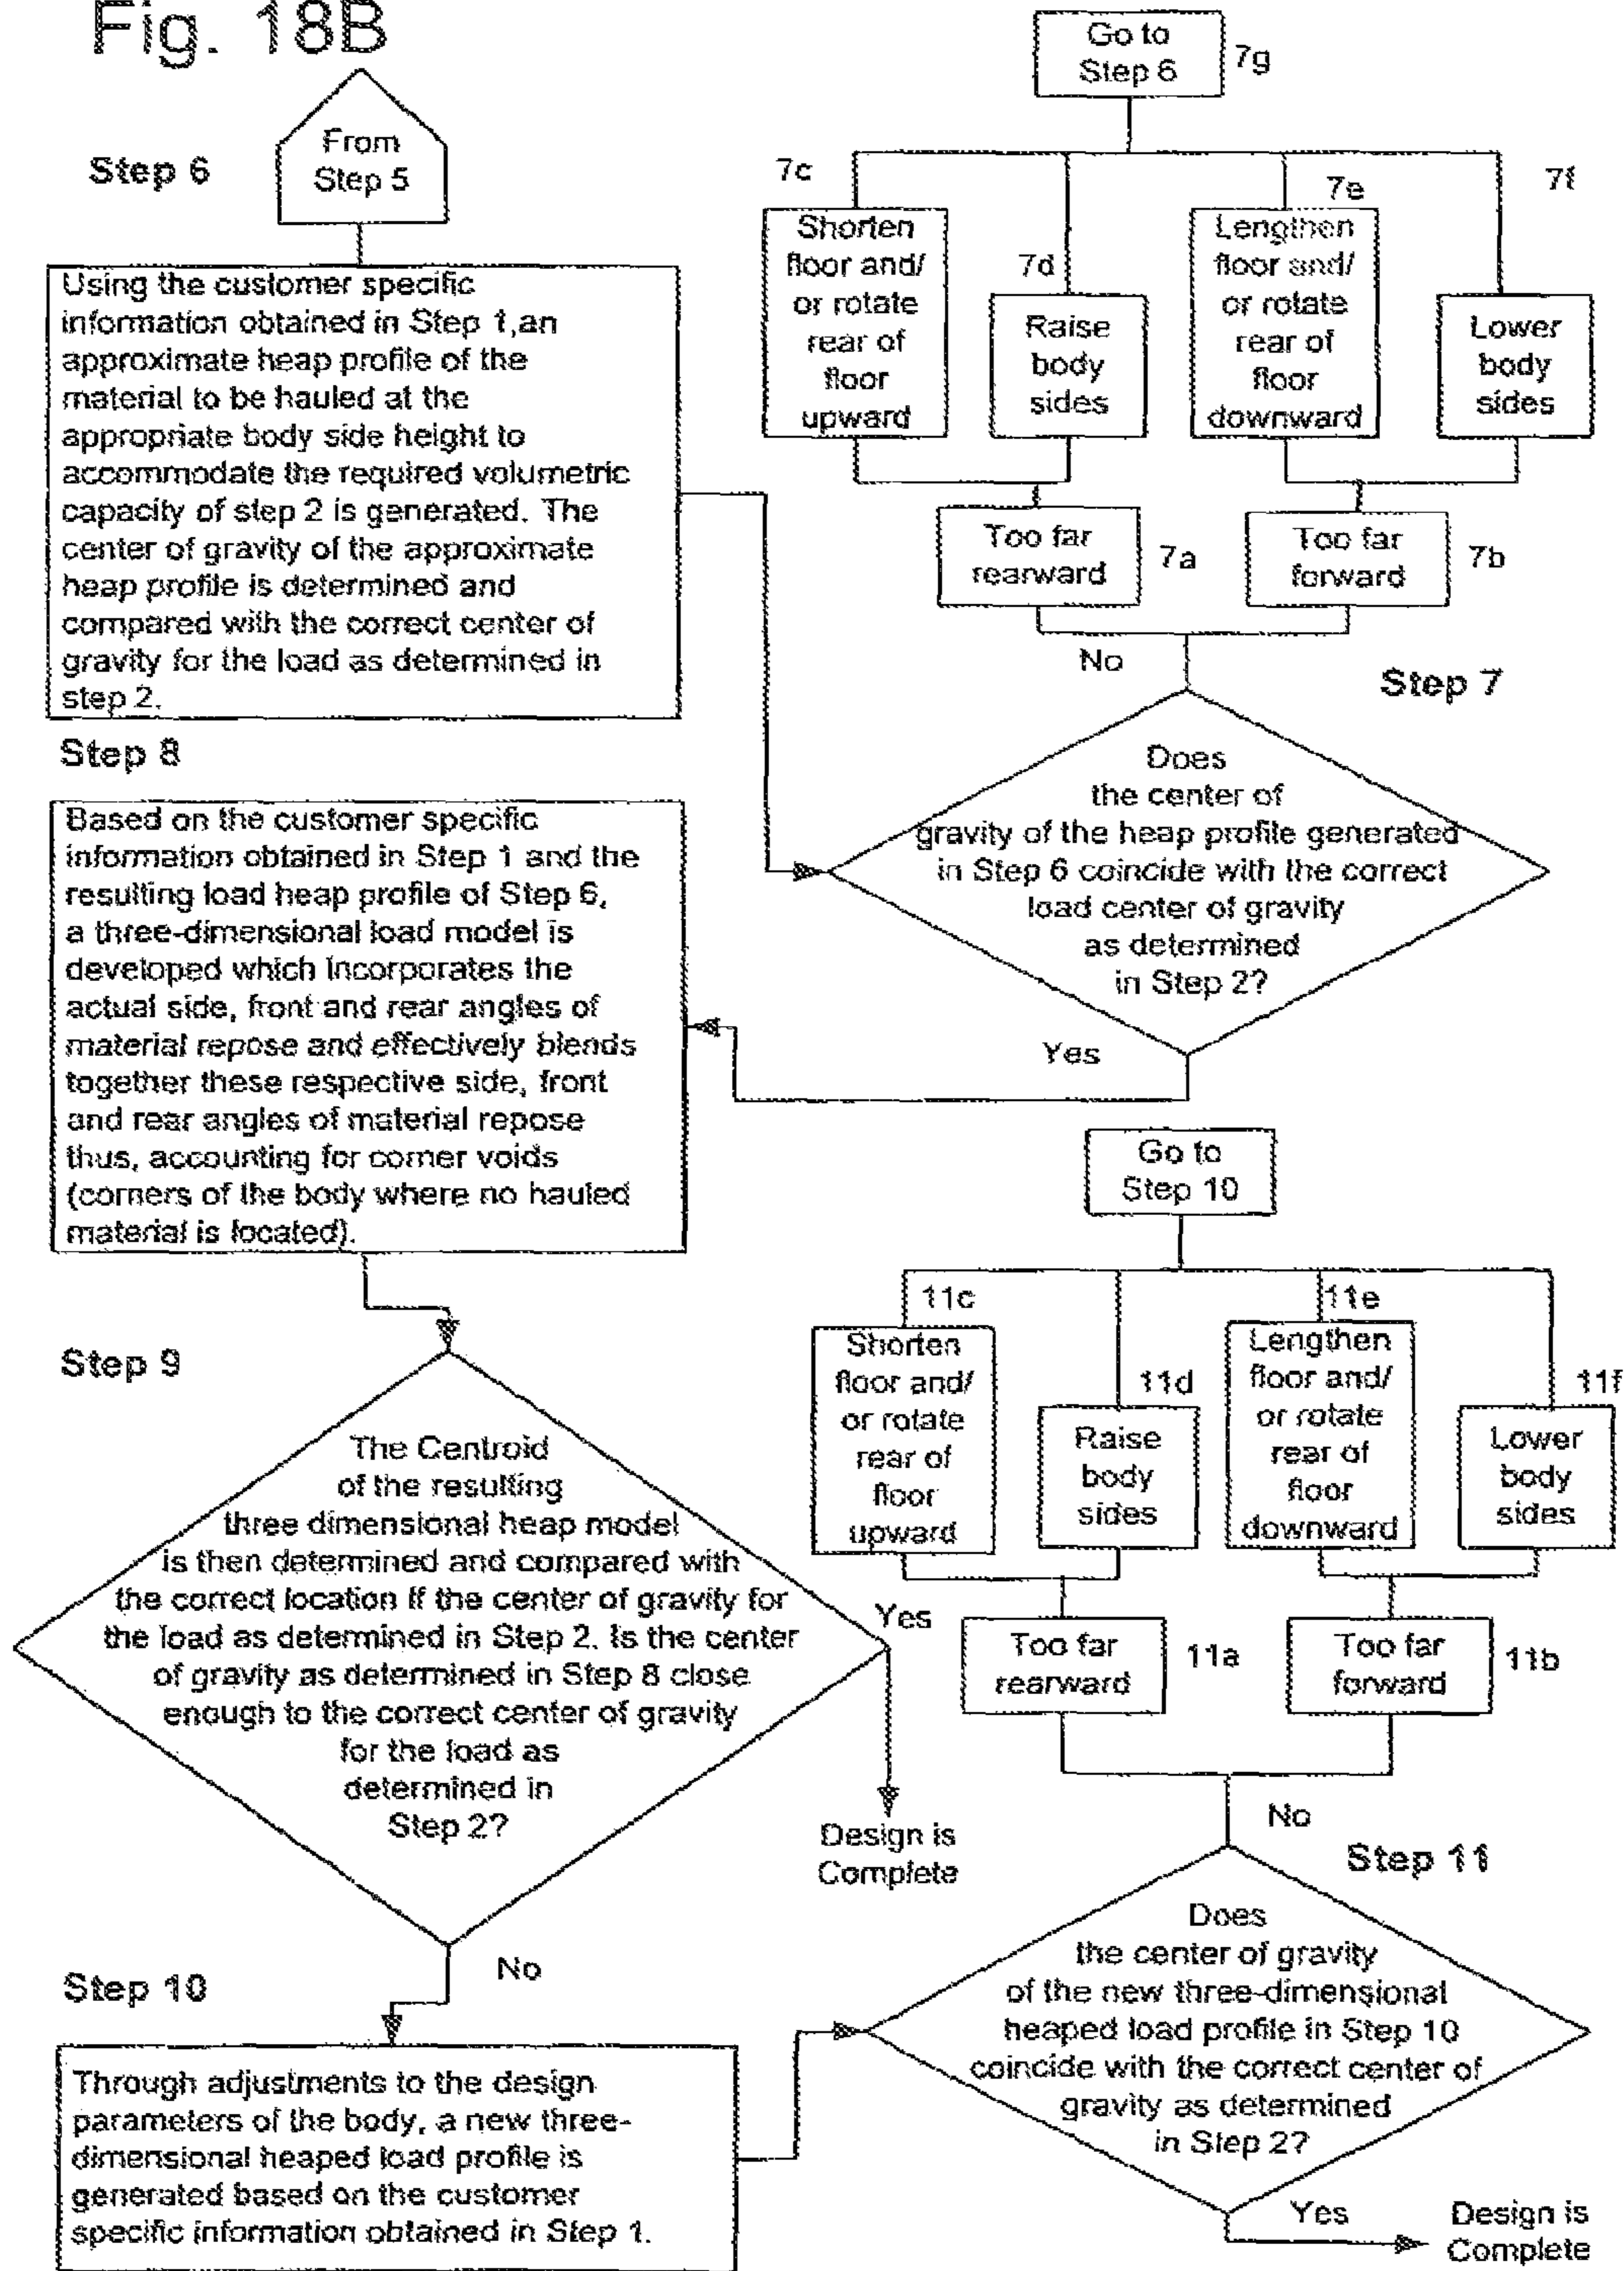 Fig. 18B
Step 6
From
Step 5
Using the customer specific
information obtained in Step 1,an
approximate heap profile of the
material to be hauled at the
appropriate body side height to
accommodate the required volumetric
capacity of step 2 is generated. The
center of gravity of the approximate
heap profile is determined and
compared with the correct center of
gravity for the load as determined in
step 2.
Go to
Step 6
7g
7c
Shorten
floor and/
or rotate
rear of
floor
upward
7d
Raise
body
sides
7e
Lengthen
floor and/
or rotate
rear of
floor
downward
7f
Lower
body
sides
Too far
rearward
7a
Too far
forward
7b
No
Step 7
Does
the center of
gravity of the heap profile generated
in Step 6 coincide with the correct
load center of gravity
as determined
in Step 2?
Yes
Step 8
Based on the customer specific
information obtained in Step 1 and the
resulting load heap profile of Step 6,
a three-dimensional load model is
developed which incorporates the
actual side, front and rear angles of
material repose and effectively blends
together these respective side, front
and rear angles of material repose
thus, accounting for corner voids
(corners of the body where no hauled
material is located).
Step 9
The Centroid
of the resulting
three dimensional heap model
is then determined and compared with
the correct location if the center of gravity for
the load as determined in Step 2. Is the center
of gravity as determined in Step 8 close
enough to the correct center of gravity
for the load as
determined in
Step 2?
Yes
Design is
Complete
No
Step 10
Through adjustments to the design
parameters of the body, a new three-
dimensional heaped load profile is
generated based on the customer
specific information obtained in Step 1.
Go to
Step 10
11c
Shorten
floor and/
or rotate
rear of
floor
upward
11d
Raise
body
sides
11e
Lengthen
floor and/
or rotate
rear of
floor
downward
11f
Lower
body
sides
Too far
rearward
11a
Too far
forward
11b
No
Step 11
Does
the center of gravity
of the new three-dimensional
heaped load profile in Step 10
coincide with the correct center of
gravity as determined
in Step 2?
Yes
Design is
Complete